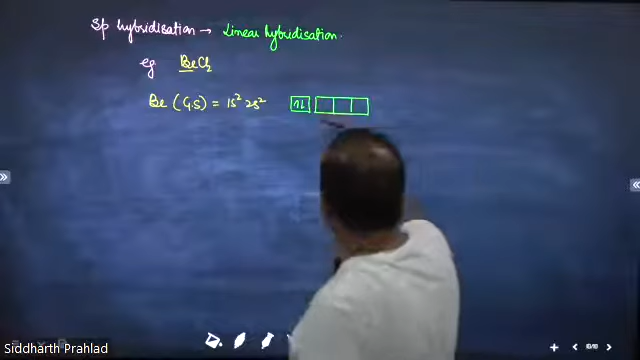 Sp hybridisation → Linear hybridisation.
eg BeCl₂
Be (G.S) = 1s² 2s² ⥮
Siddharth Prahlad